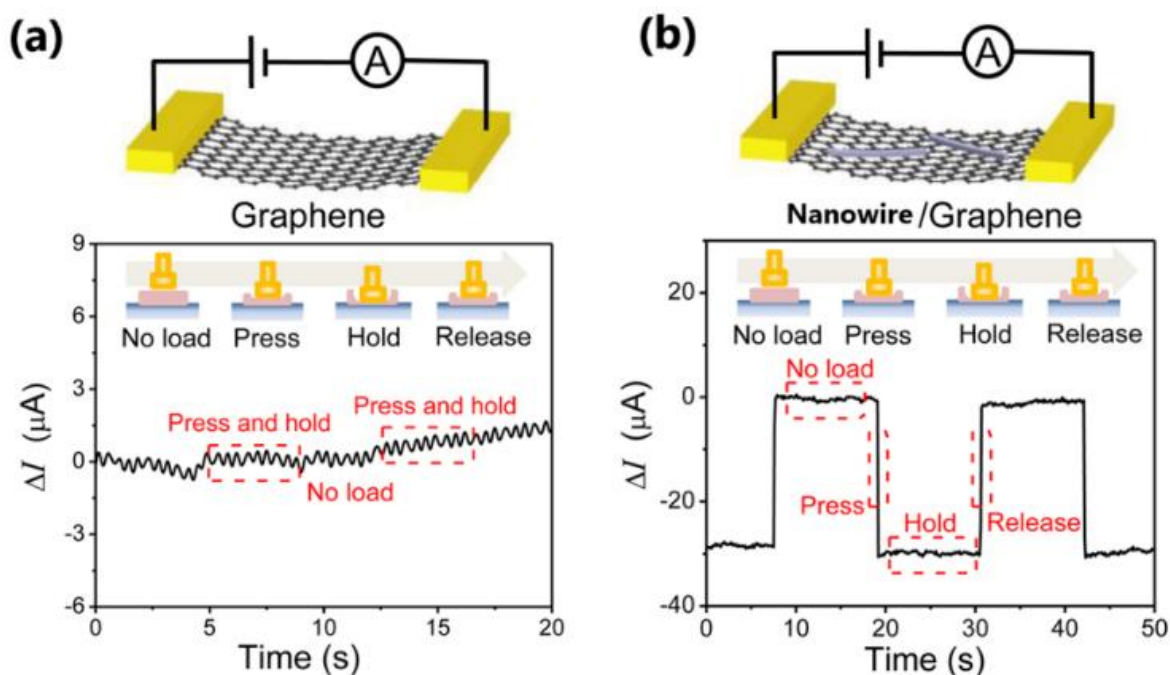 (a)
A
Graphene
9
6
3
0
-3
-6
ΔI (μA)
No load Press Hold Release
Press and hold
Press and hold
No load
0 5 10 15 20
Time (s)
(b)
A
Nanowire/Graphene
20
0
-20
-40
ΔI (μA)
No load Press Hold Release
No load
Press
Hold
Release
0 10 20 30 40 50
Time (s)